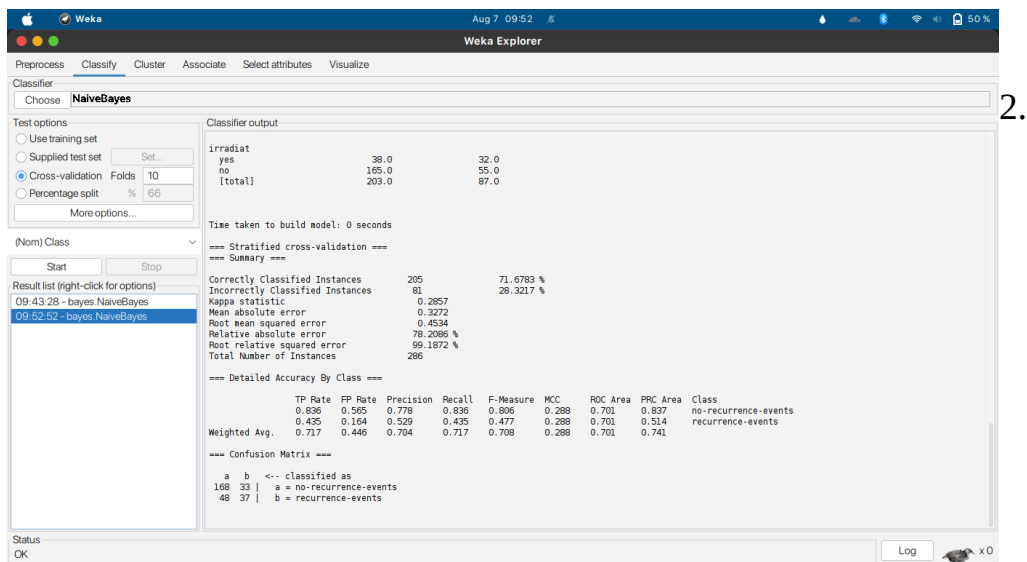 Weka Aug 7 09:52 50 %
Weka Explorer
Preprocess Classify Cluster Associate Select attributes Visualize
Classifier
Choose NaiveBayes
2.
Test options
Use training set
Supplied test set Set...
Cross-validation Folds 10
Percentage split % 66
More options...
(Nom) Class
Start Stop
Result list (right-click for options)
09:43:28 - bayes.NaiveBayes
09:52:52 - bayes.NaiveBayes
Classifier output
irradiat
yes 38.0 32.0
no 165.0 55.0
[total] 203.0 87.0
Time taken to build model: 0 seconds
=== Stratified cross-validation ===
=== Summary ===
Correctly Classified Instances 205 71.6783 %
Incorrectly Classified Instances 81 28.3217 %
Kappa statistic 0.2857
Mean absolute error 0.3272
Root mean squared error 0.4534
Relative absolute error 78.2086 %
Root relative squared error 99.1872 %
Total Number of Instances 286
=== Detailed Accuracy By Class ===
TP Rate FP Rate Precision Recall F-Measure MCC ROC Area PRC Area Class
0.836 0.565 0.778 0.836 0.806 0.288 0.701 0.837 no-recurrence-events
0.435 0.164 0.529 0.435 0.477 0.288 0.701 0.514 recurrence-events
Weighted Avg. 0.717 0.446 0.704 0.717 0.708 0.288 0.701 0.741
=== Confusion Matrix ===
a b <-- classified as
168 33 | a = no-recurrence-events
48 37 | b = recurrence-events
Status
OK
Log x 0